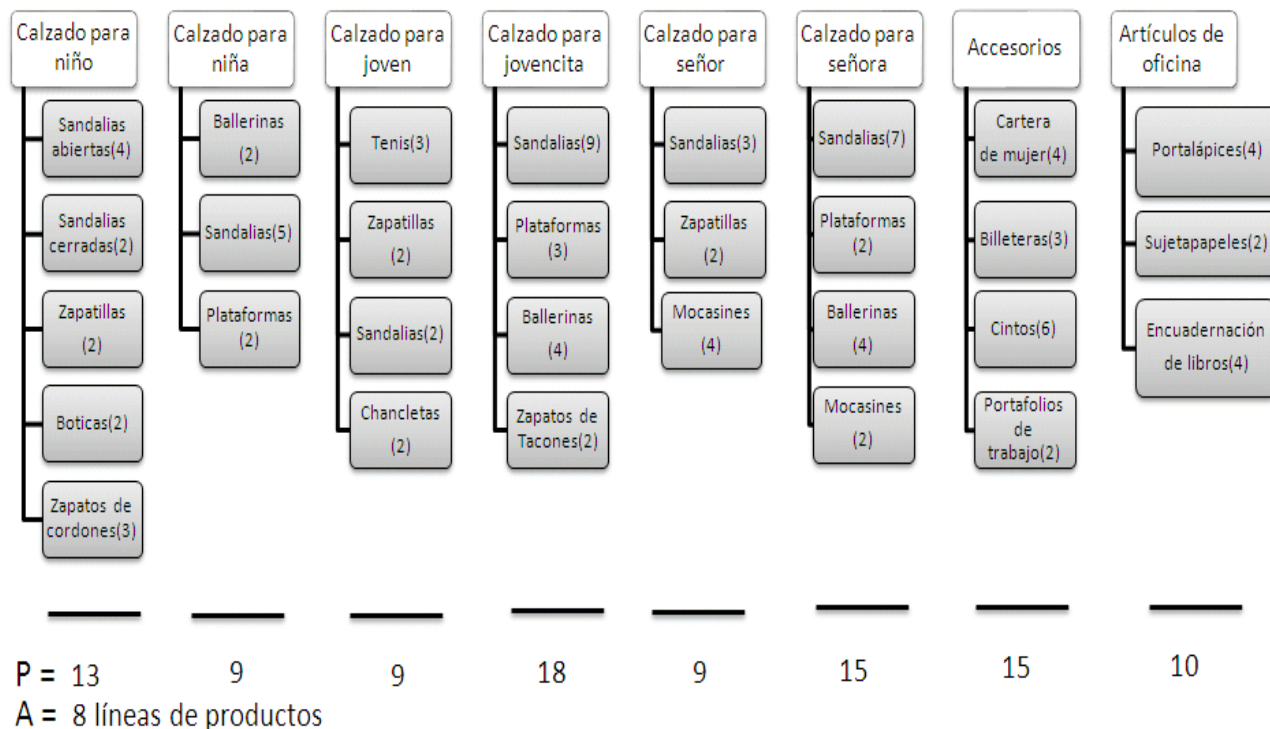 Calzado para
niño
Sandalias
abiertas(4)
Sandalias
cerradas(2)
Zapatillas
(2)
Boticas(2)
Zapatos de
cordones(3)
Calzado para
niña
Ballerinas
(2)
Sandalias(5)
Plataformas
(2)
Calzado para
joven
Tenis(3)
Zapatillas
(2)
Sandalias(2)
Chancletas
(2)
Calzado para
jovencita
Sandalias(9)
Plataformas
(3)
Ballerinas
(4)
Zapatos de
Tacones(2)
Calzado para
señor
Sandalias(3)
Zapatillas
(2)
Mocasines
(4)
Calzado para
señora
Sandalias(7)
Plataformas
(2)
Ballerinas
(4)
Mocasines
(2)
Accesorios
Cartera
de mujer(4)
Billeteras(3)
Cintos(6)
Portafolios
de
trabajo(2)
Artículos de
oficina
Portalápices(4)
Sujetapapeles(2)
Encuadernación
de libros(4)
P = 13 9 9 18 9 15 15 10
A = 8 líneas de productos